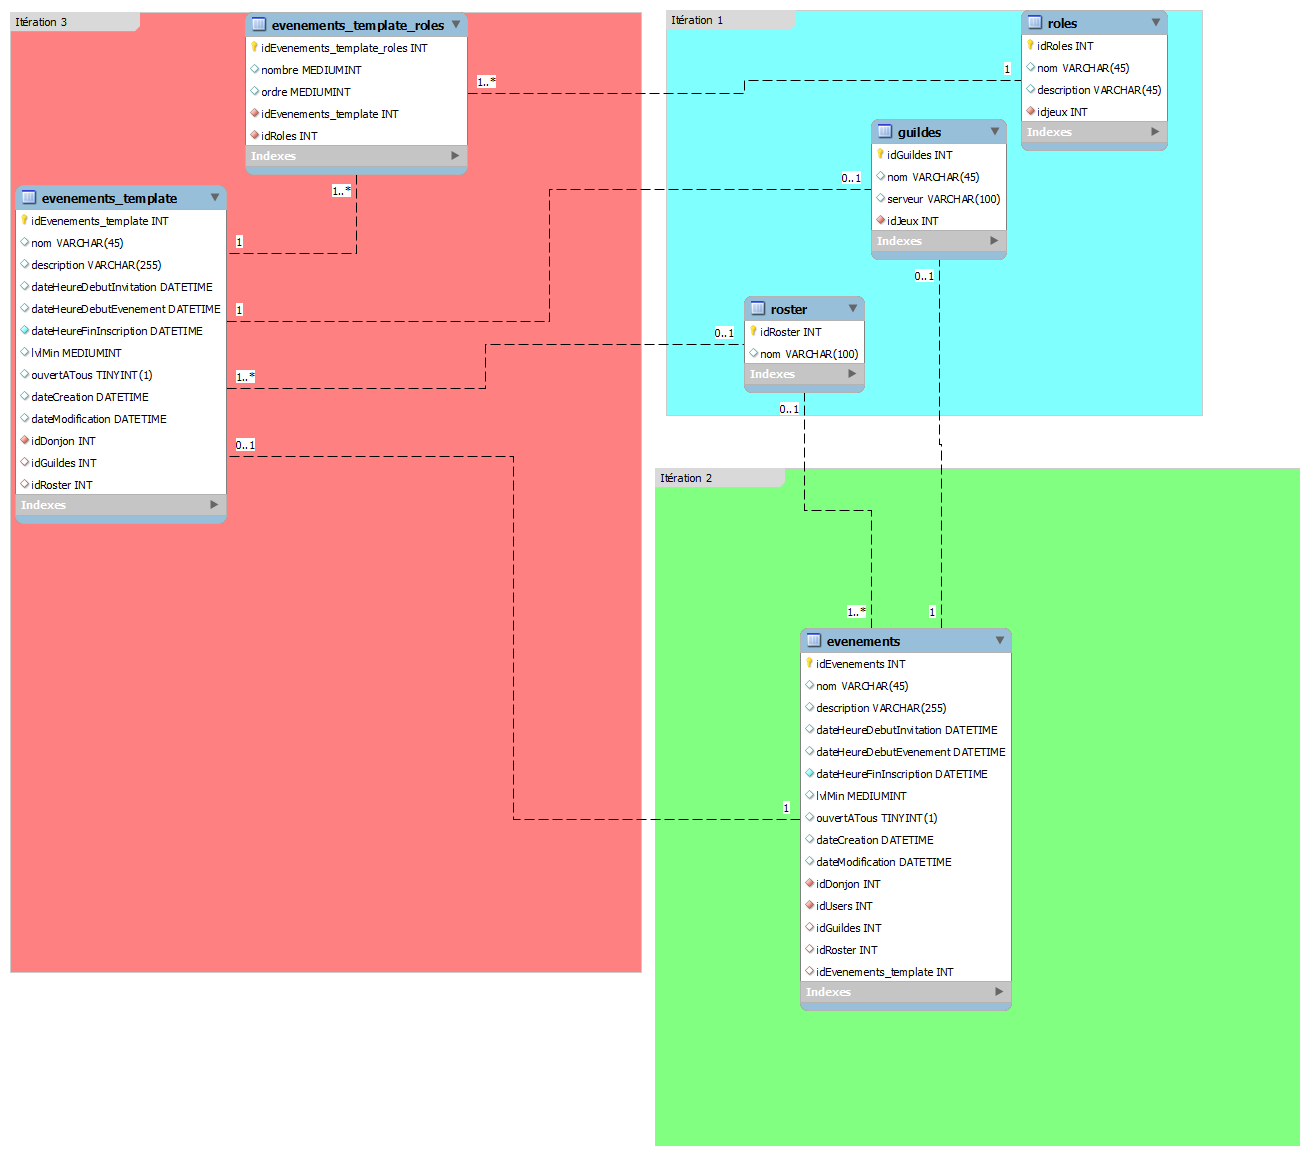 Itération 3
evenements_template_roles
idEvenements_template_roles INT
nombre MEDIUMINT
ordre MEDIUMINT
idEvenements_template INT
idRoles INT
Indexes
1..*
1..*
evenements_template
idEvenements_template INT
nom VARCHAR(45)
description VARCHAR(255)
dateHeureDebutInvitation DATETIME
dateHeureDebutEvenement DATETIME
dateHeureFinInscription DATETIME
lvlMin MEDIUMINT
ouvertATous TINYINT(1)
dateCreation DATETIME
dateModification DATETIME
idDonjon INT
idGuildes INT
idRoster INT
Indexes
1
1
1..*
0..1
Itération 1
roles
idRoles INT
nom VARCHAR(45)
description VARCHAR(45)
idjeux INT
Indexes
1
guildes
idGuildes INT
nom VARCHAR(45)
serveur VARCHAR(100)
idJeux INT
Indexes
0..1
0..1
roster
idRoster INT
nom VARCHAR(100)
Indexes
0..1
0..1
Itération 2
1..*
1
evenements
idEvenements INT
nom VARCHAR(45)
description VARCHAR(255)
dateHeureDebutInvitation DATETIME
dateHeureDebutEvenement DATETIME
dateHeureFinInscription DATETIME
lvlMin MEDIUMINT
ouvertATous TINYINT(1)
dateCreation DATETIME
dateModification DATETIME
idDonjon INT
idUsers INT
idGuildes INT
idRoster INT
idEvenements_template INT
Indexes
1